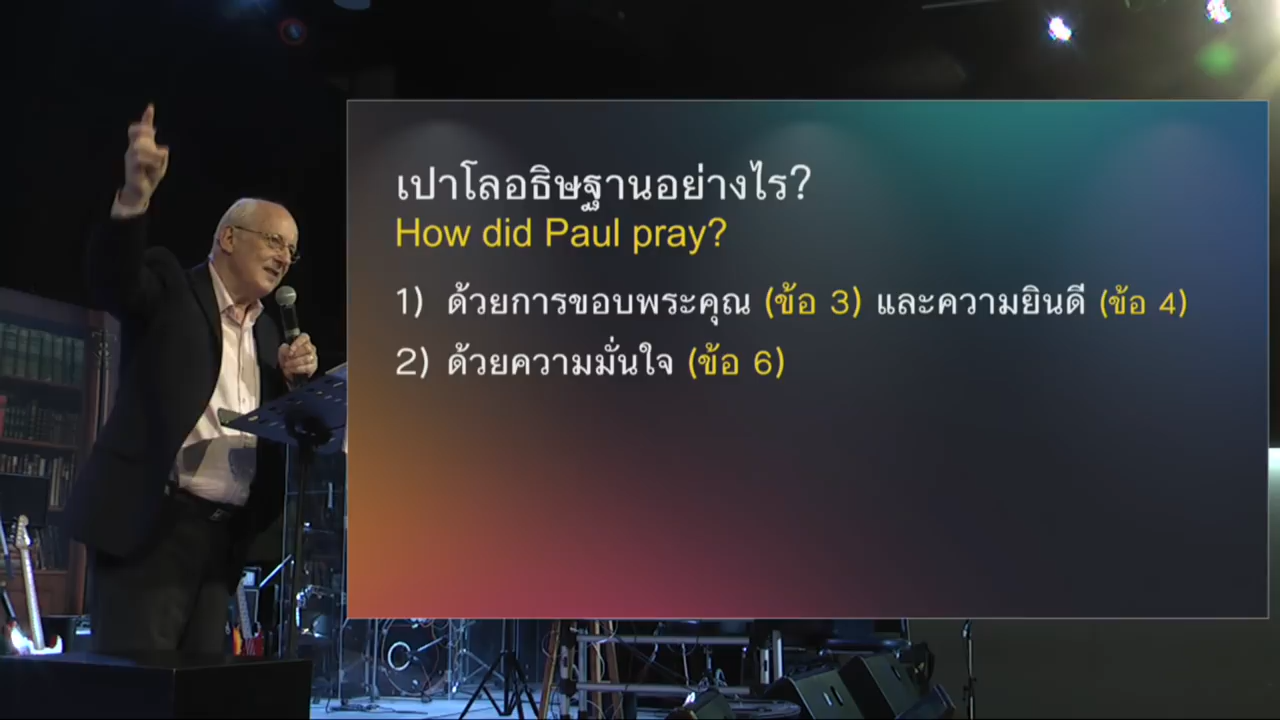 เปาโลอธิษฐานอย่างไร?
How did Paul pray?
1) ด้วยการขอบพระคุณ (ข้อ 3) และความยินดี (ข้อ 4)
2) ด้วยความมั่นใจ (ข้อ 6)